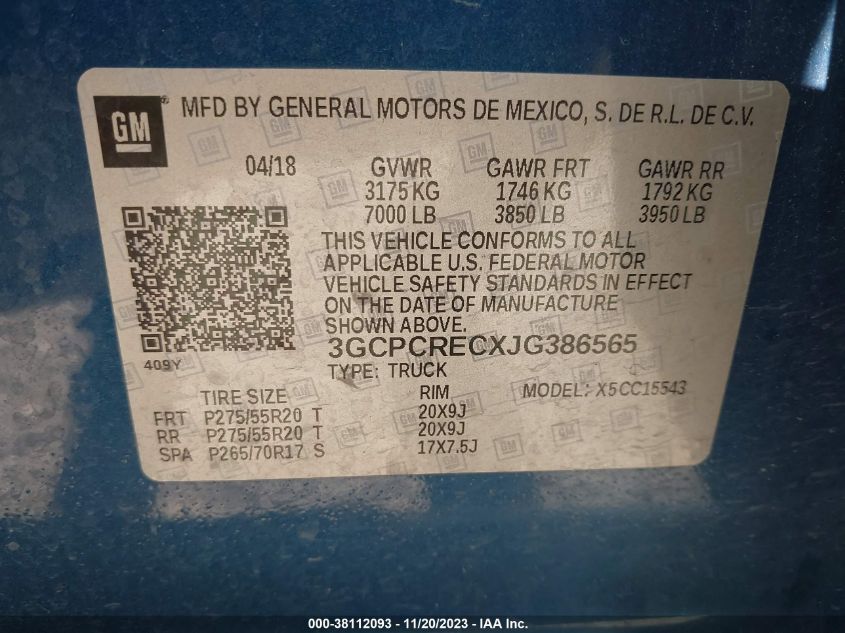 GM ® MFD BY GENERAL MOTORS DE MEXICO, S. DE R.L. DE C.V.
04/18 GVWR GAWR FRT GAWR RR
3175 KG 1746 KG 1792 KG
7000 LB 3850 LB 3950 LB
THIS VEHICLE CONFORMS TO ALL
APPLICABLE U.S. FEDERAL MOTOR
VEHICLE SAFETY STANDARDS IN EFFECT
ON THE DATE OF MANUFACTURE
SHOWN ABOVE.
3GCPCRECXJG386565
409Y TYPE: TRUCK
TIRE SIZE RIM MODEL: X5CC15543
FRT P275/55R20 T 20X9J
RR P275/55R20 T 20X9J
SPA P265/70R17 S 17X7.5J
000-38112093 - 11/20/2023 - IAA Inc.